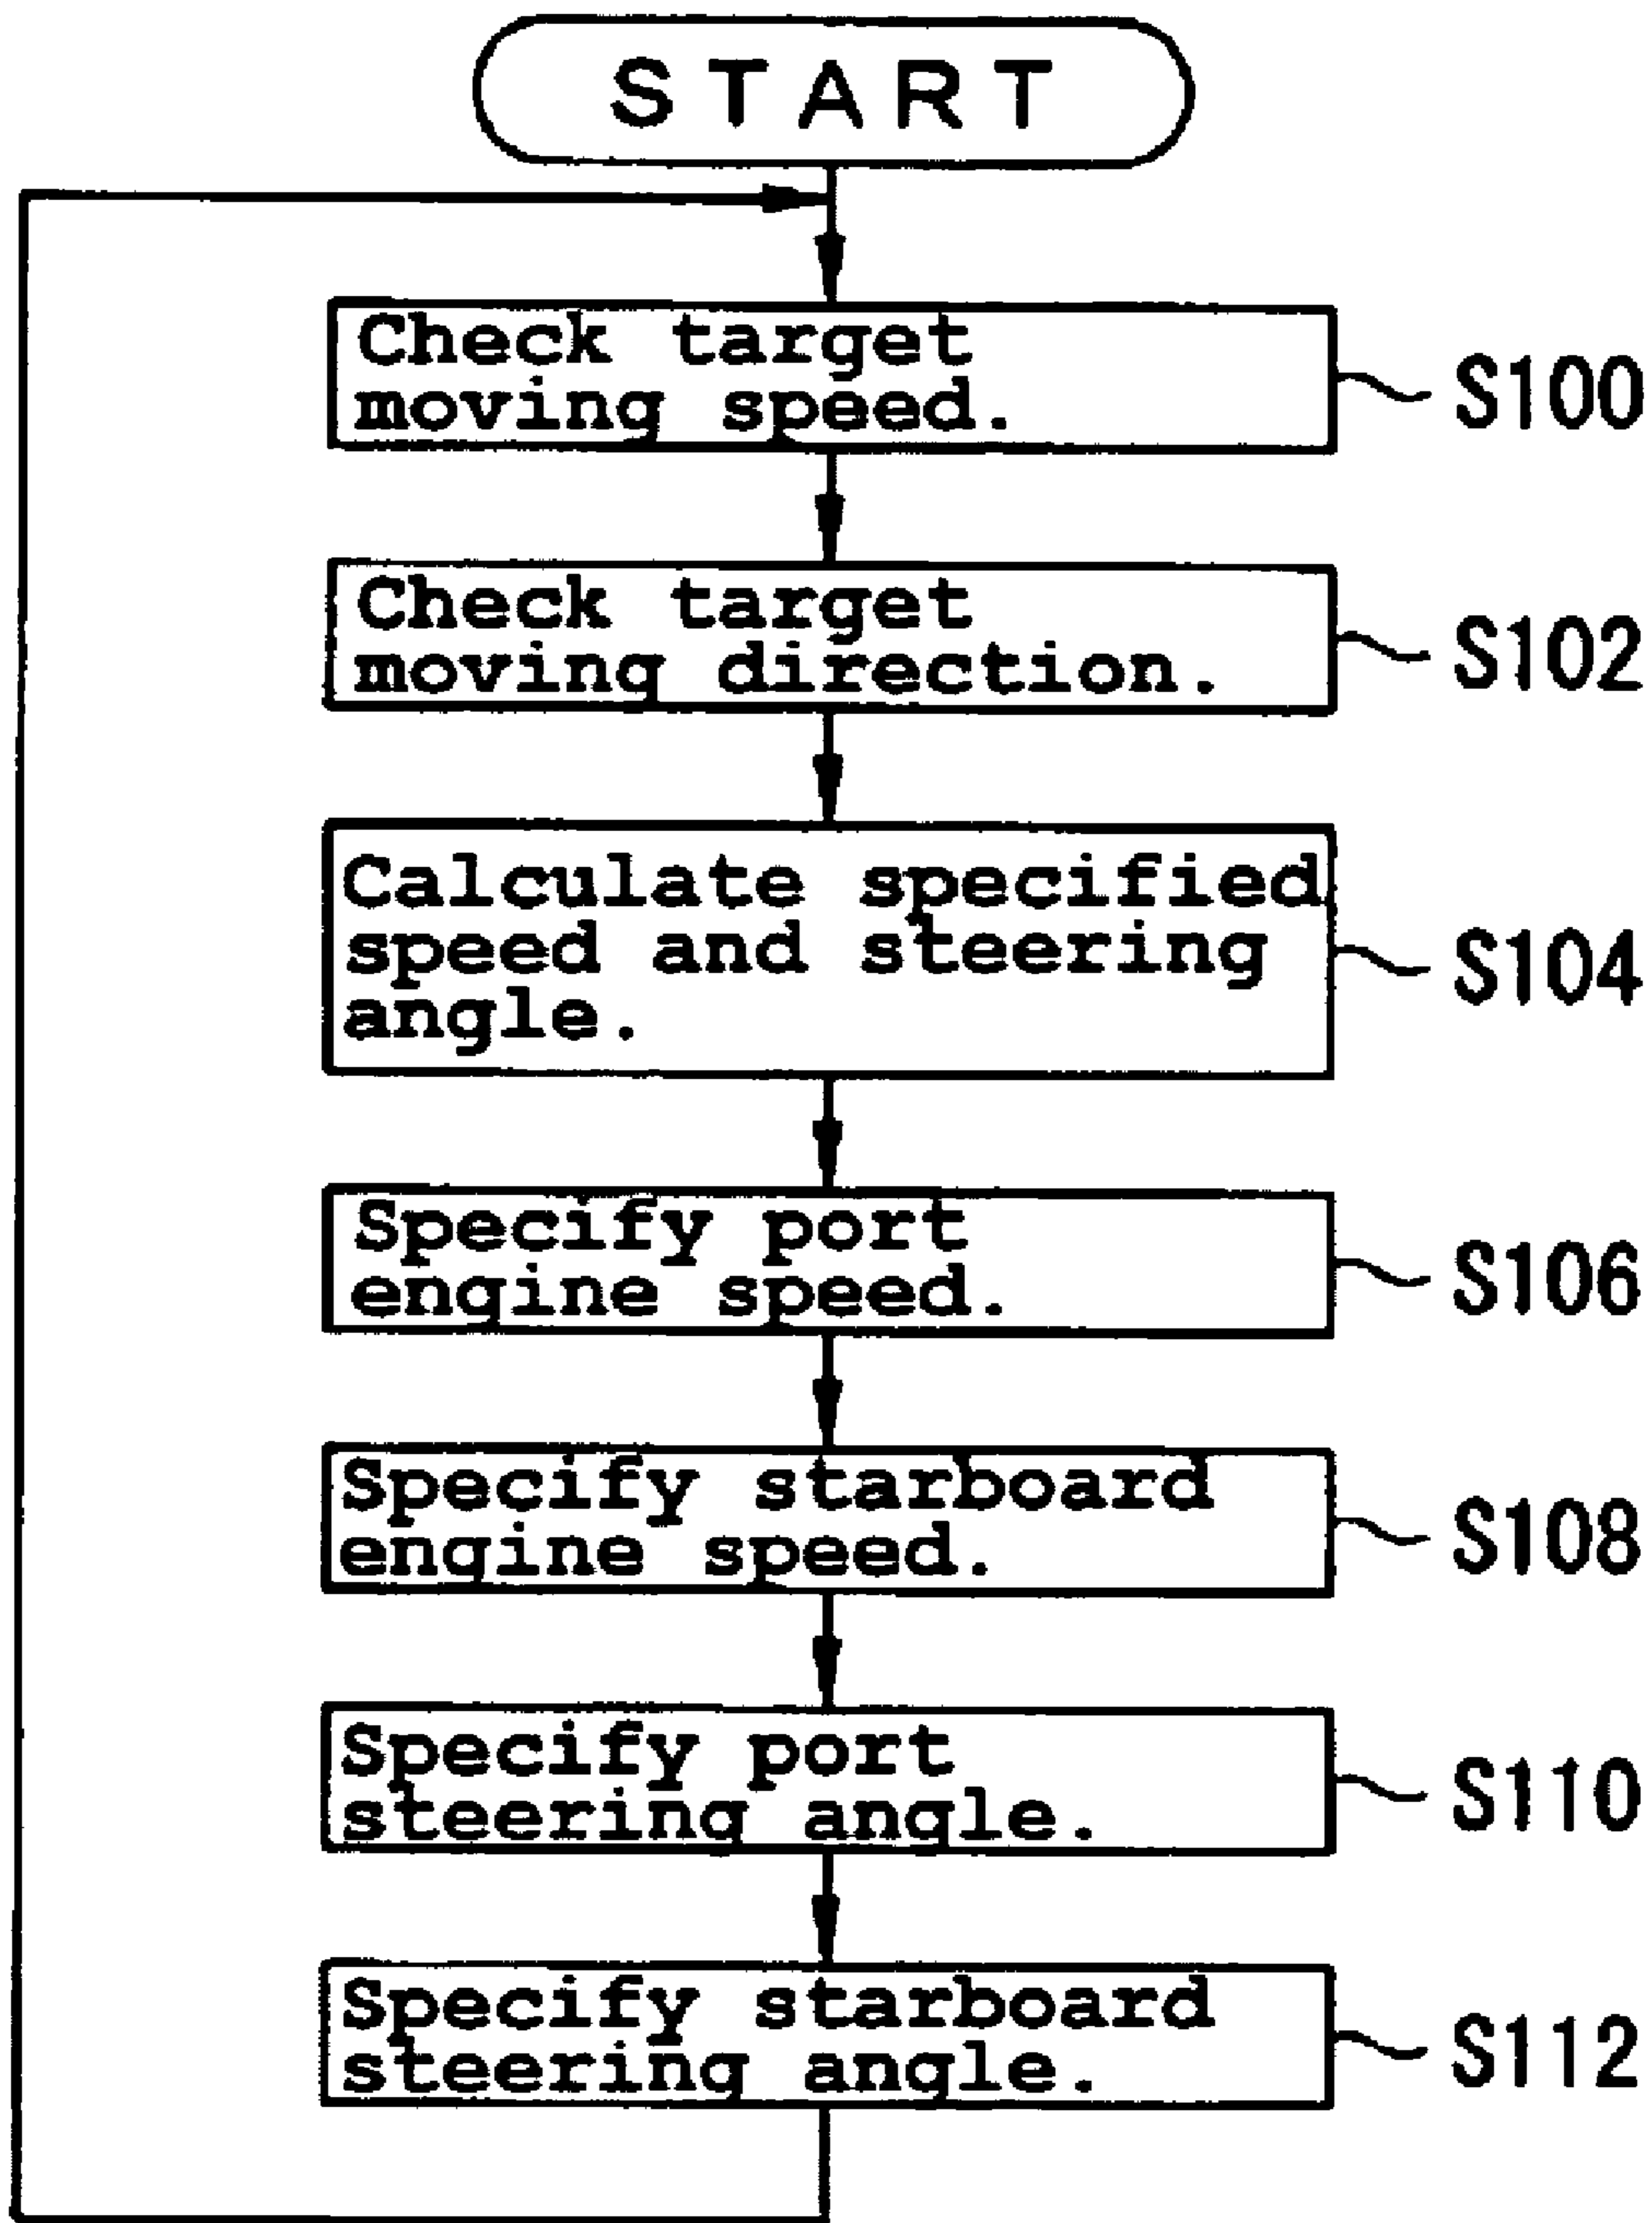 START
Check target
moving speed.
S100
Check target
moving direction.
S102
Calculate specified
speed and steering
angle.
S104
Specify port
engine speed.
S106
Specify starboard
engine speed.
S108
Specify port
steering angle.
S110
Specify starboard
steering angle.
S112